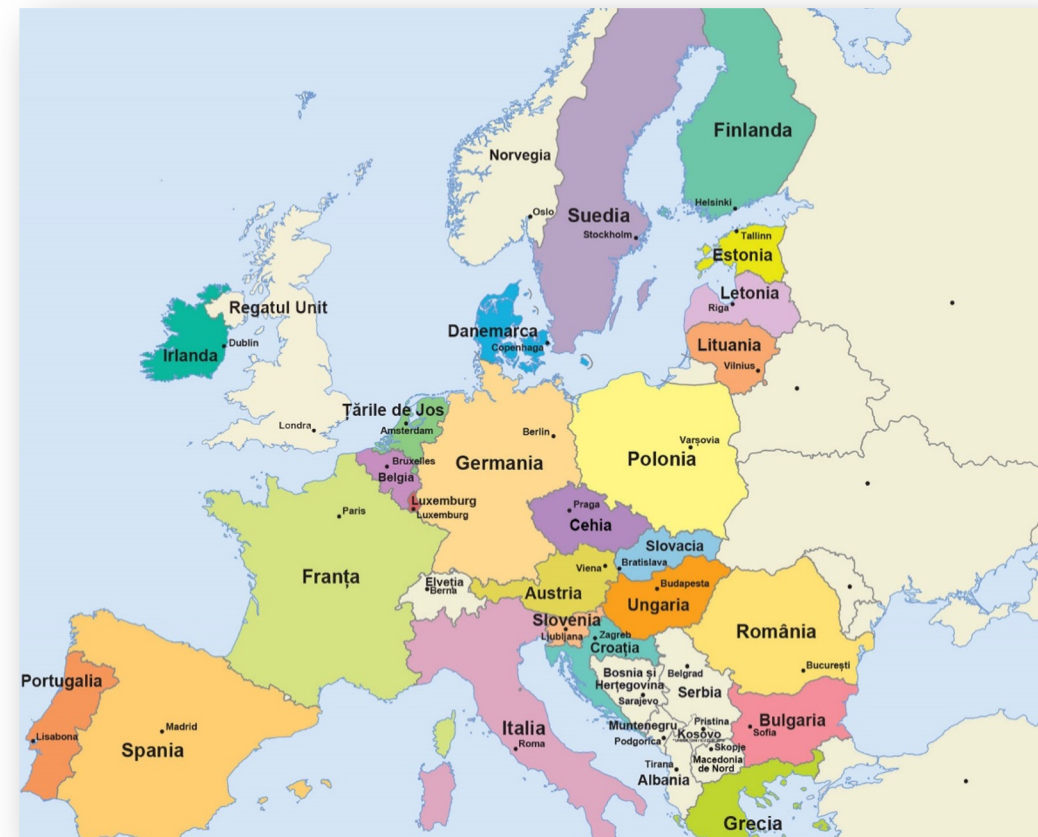 Finlanda
Norvegia
Helsinki
Oslo
Suedia
Stockholm
Tallinn
Estonia
Letonia
Riga
Regatul Unit
Danemarca
Copenhaga
Dublin
Irlanda
Lituania
Vilnius
Țările de Jos
Amsterdam
Londra
Berlin
Varșovia
Polonia
Germania
Bruxelles
Belgia
Luxemburg
Luxemburg
Paris
Praga
Cehia
Slovacia
Bratislava
Viena
Franța
Elveția
Berna
Austria
Budapesta
Ungaria
Slovenia
Ljubljana
Zagreb
Croația
România
București
Bosnia și
Herțegovina
Sarajevo
Belgrad
Serbia
Portugalia
Lisabona
Madrid
Spania
Italia
Roma
Muntenegru
Podgorica
Pristina
Kosovo
Bulgaria
Sofia
Skopje
Macedonia
de Nord
Tirana
Albania
Grecia